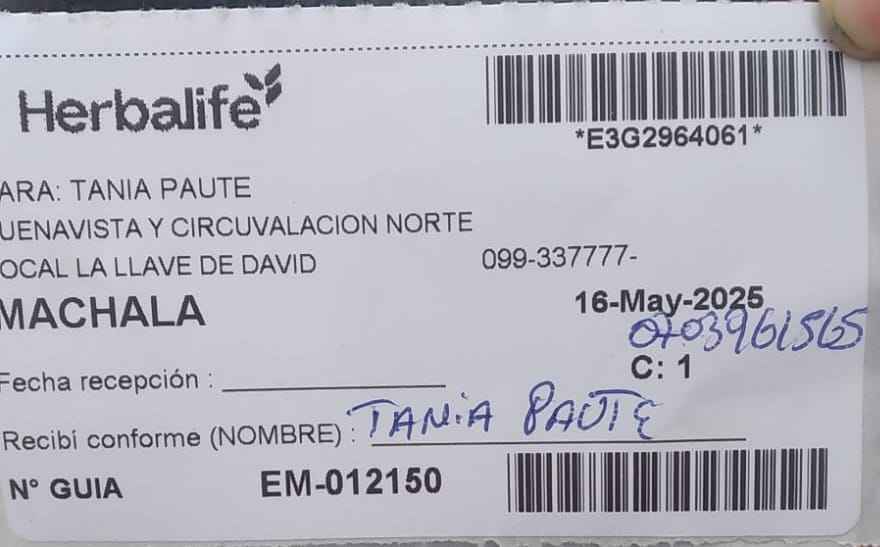 Herbalife
*E3G2964061*
ARA: TANIA PAUTE
UENAVISTA Y CIRCUVALACION NORTE
OCAL LA LLAVE DE DAVID 099-337777-
MACHALA 16-May-2025
0703961565
C: 1
Fecha recepción :
Recibí conforme (NOMBRE) : TANIA PAUTE
N° GUIA EM-012150